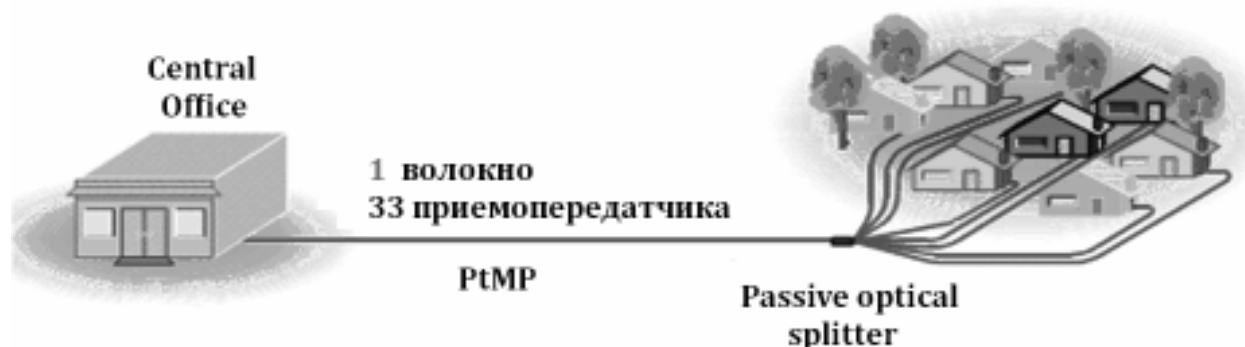 Central
Office
1 волокно
33 приемопередатчика
PtMP
Passive optical
splitter